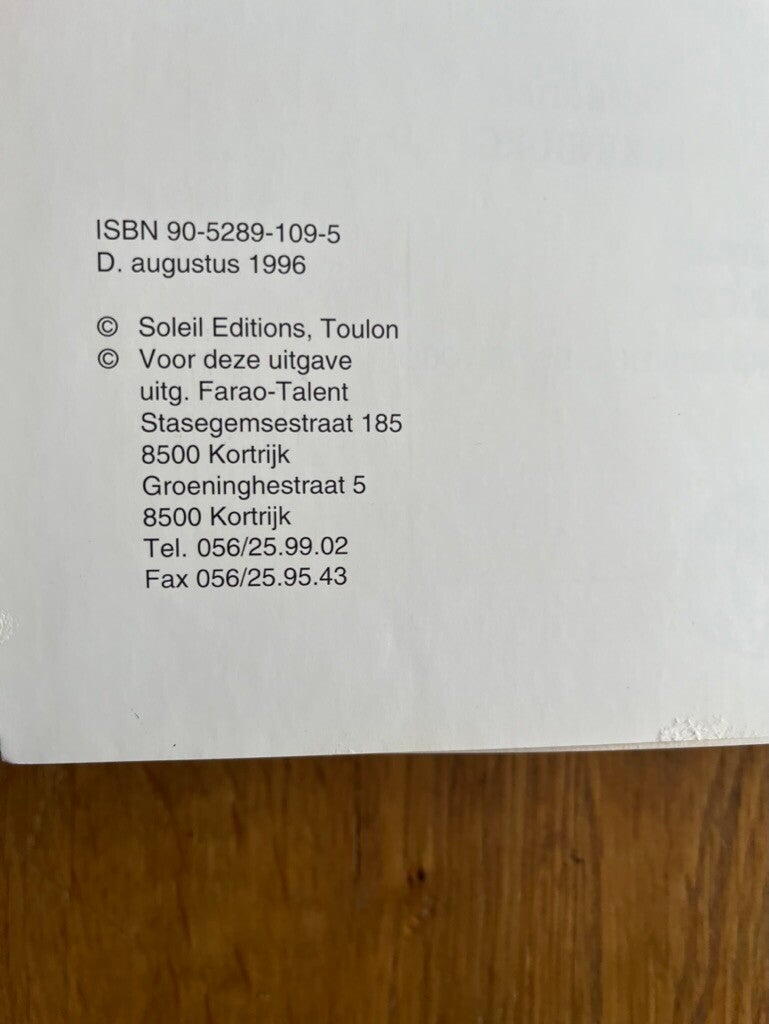 ISBN 90-5289-109-5
D. augustus 1996
© Soleil Editions, Toulon
© Voor deze uitgave
uitg. Farao-Talent
Stasegemsestraat 185
8500 Kortrijk
Groeninghestraat 5
8500 Kortrijk
Tel. 056/25.99.02
Fax 056/25.95.43